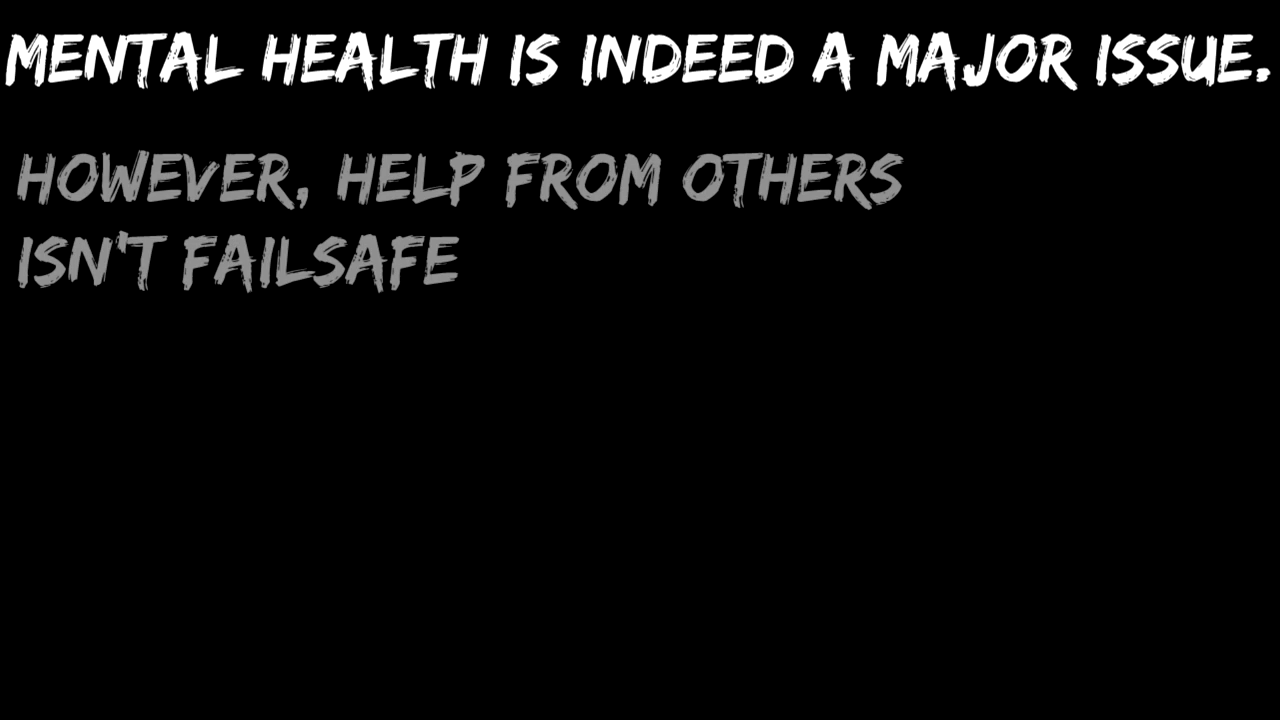 MENTAL HEALTH IS INDEED A MAJOR ISSUE.
HOWEVER, HELP FROM OTHERS
ISN'T FAILSAFE